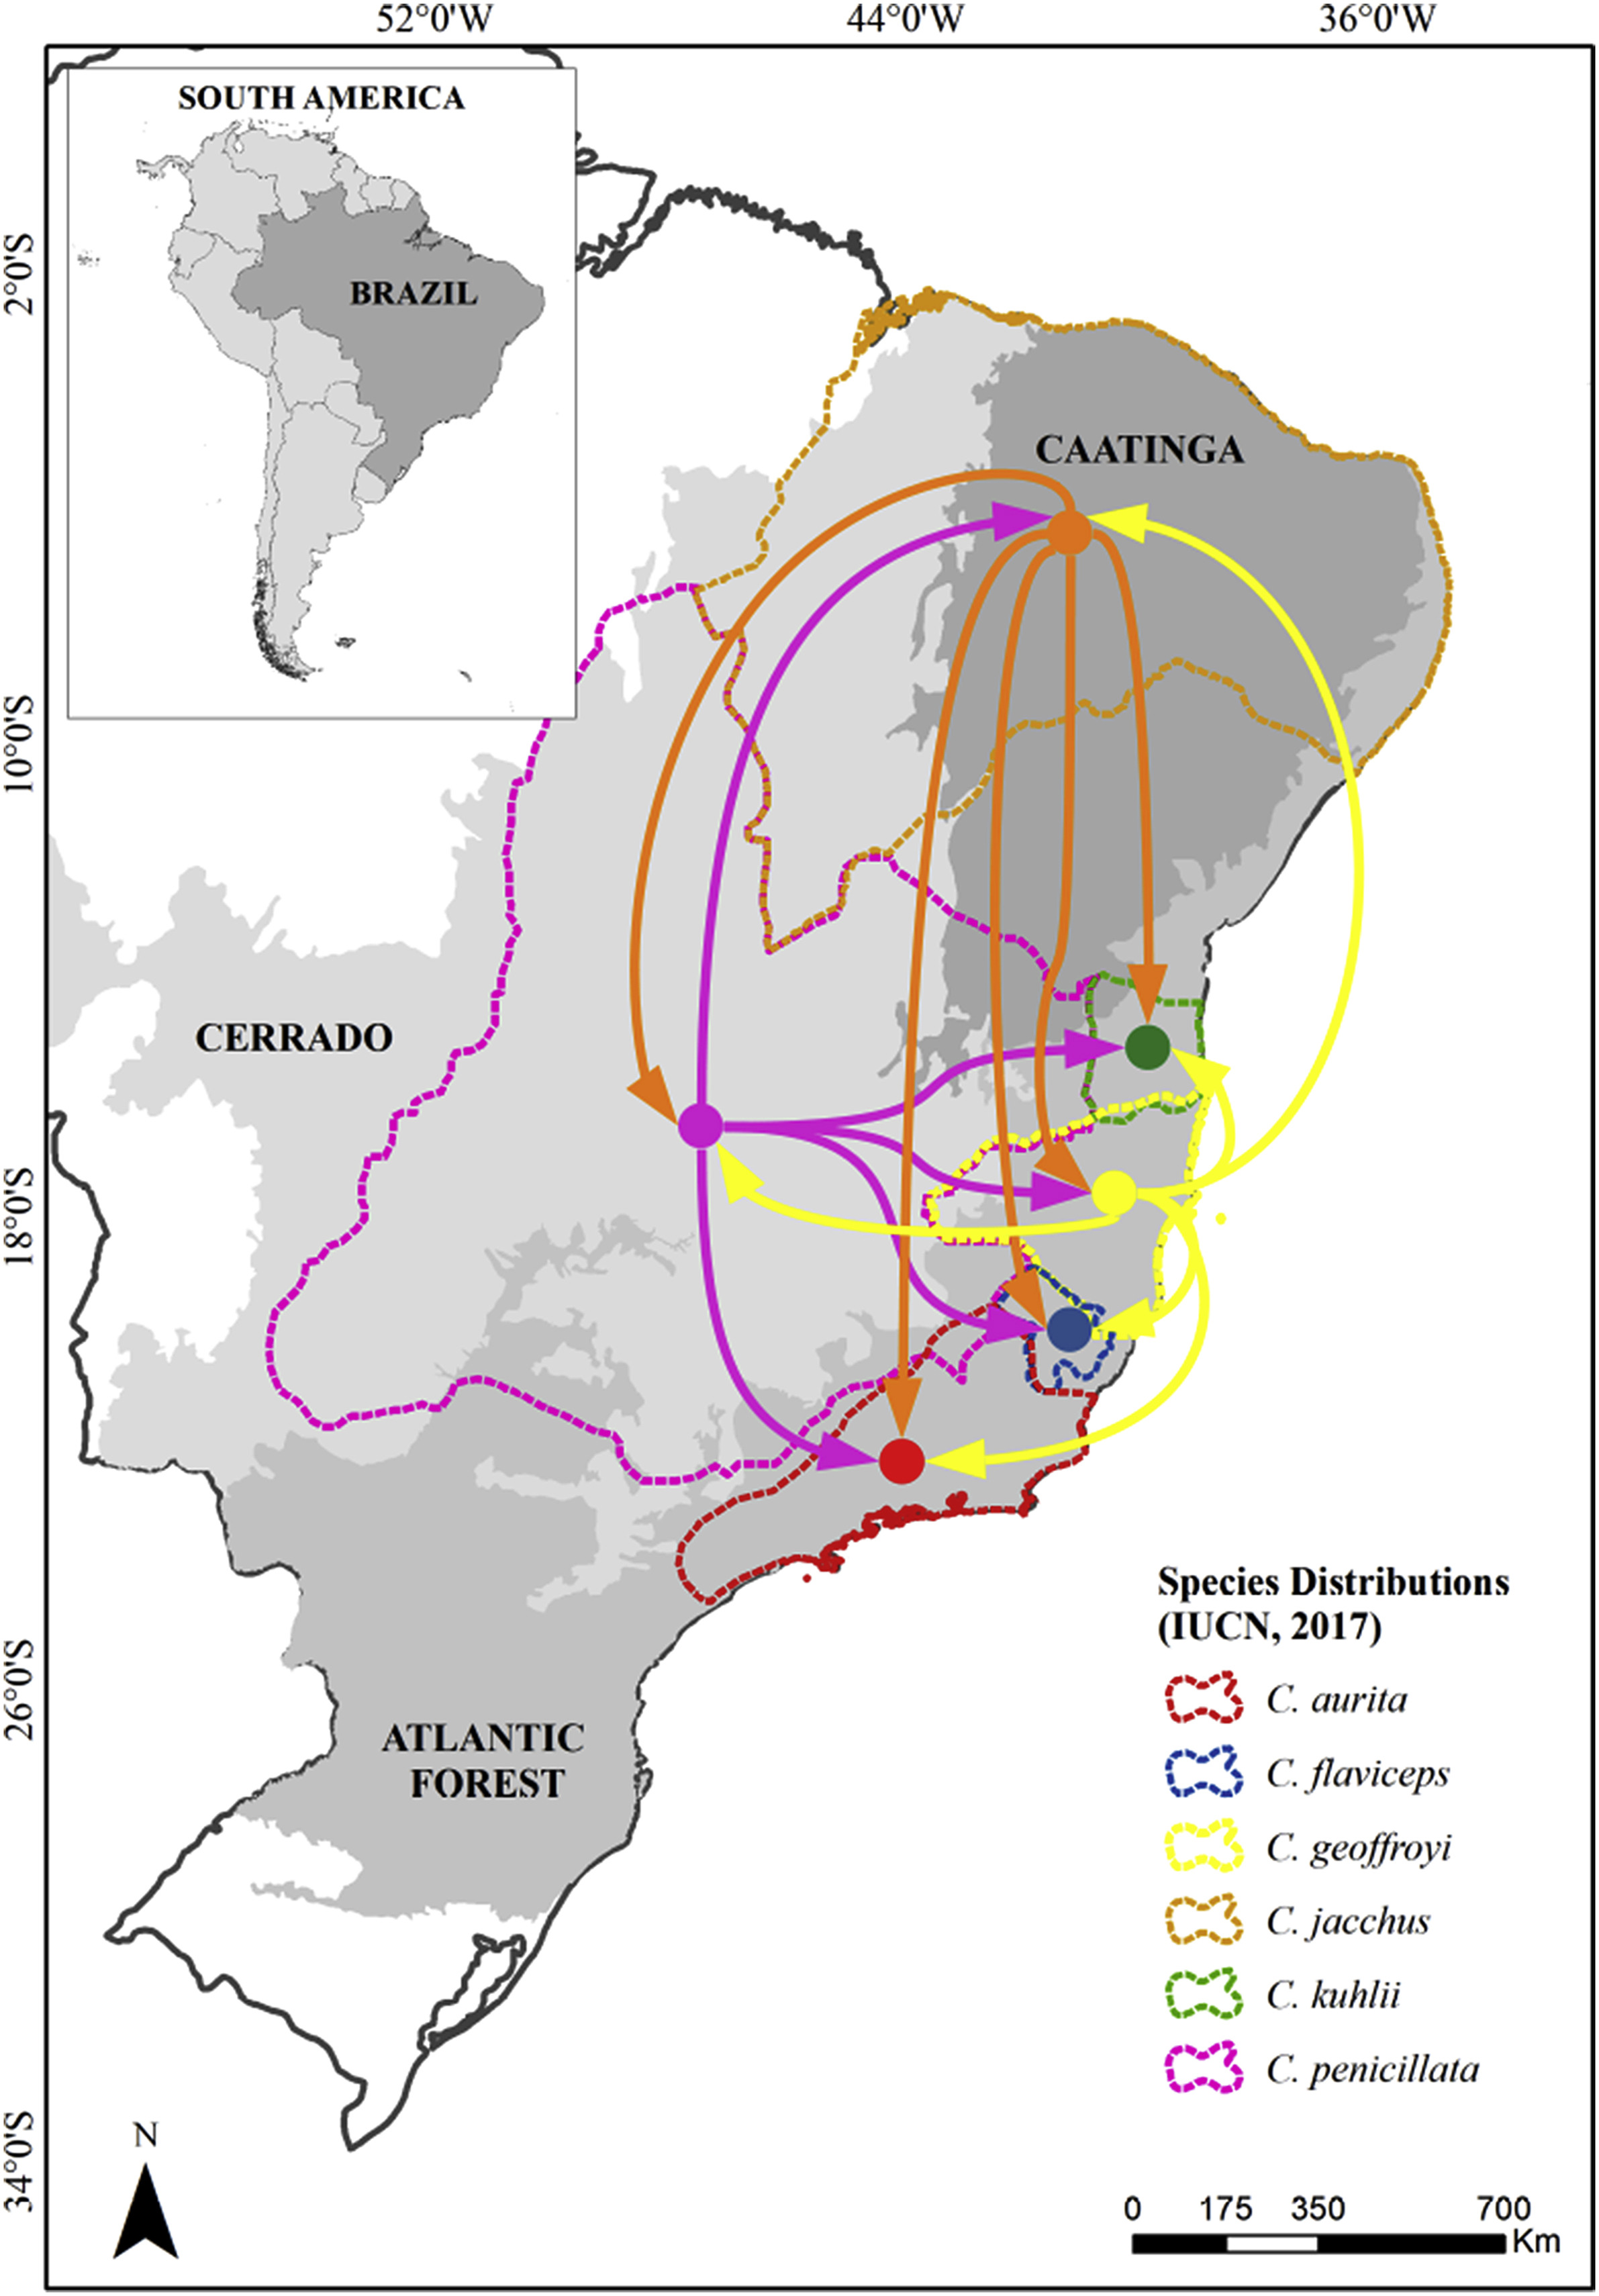 52°0'W 44°0'W 36°0'W
SOUTH AMERICA
BRAZIL
2°0'S
CAATINGA
10°0'S
CERRADO
18°0'S
Species Distributions
(IUCN, 2017)
26°0'S
C. aurita
ATLANTIC
FOREST
C. flaviceps
C. geoffroyi
C. jacchus
C. kuhlii
C. penicillata
34°0'S
N
0 175 350 700
Km